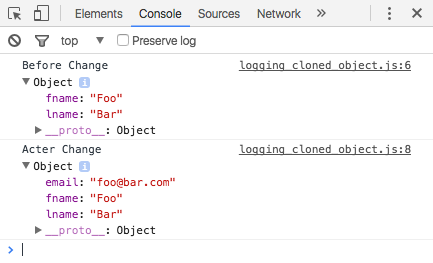 Elements Console Sources Network »
top Preserve log
Before Change logging_cloned_object.js:6
Object i
fname: "Foo"
lname: "Bar"
__proto__: Object
Acter Change logging_cloned_object.js:8
Object i
email: "foo@bar.com"
fname: "Foo"
lname: "Bar"
__proto__: Object
>